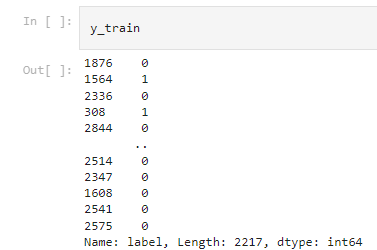 In [ ]:
y_train
Out[ ]:
1876 0
1564 1
2336 0
308 1
2844 0
..
2514 0
2347 0
1608 0
2541 0
2575 0
Name: label, Length: 2217, dtype: int64